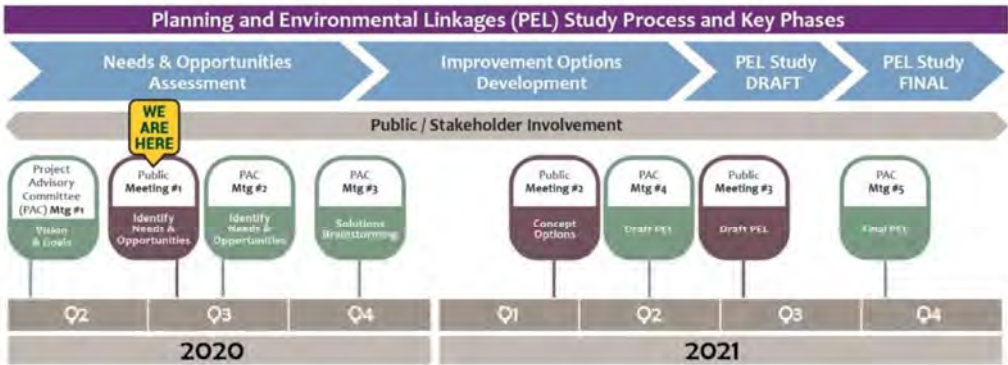 Planning and Environmental Linkages (PEL) Study Process and Key Phases
Needs & Opportunities
Assessment
Improvement Options
Development
PEL Study
DRAFT
PEL Study
FINAL
WE
ARE
HERE
Public / Stakeholder Involvement
Project
Advisory
Committee
(PAC) Mtg #1
Vision
& Goals
Public
Meeting #1
Identify
Needs &
Opportunities
PAC
Mtg #2
Identify
Needs &
Opportunities
PAC
Mtg #3
Solutions
Brainstorming
Public
Meeting #2
Concept
Options
PAC
Mtg #4
Draft PEL
Public
Meeting #3
Draft PEL
PAC
Mtg #5
Final PEL
Q2
Q3
Q4
Q1
Q2
Q3
Q4
2020
2021